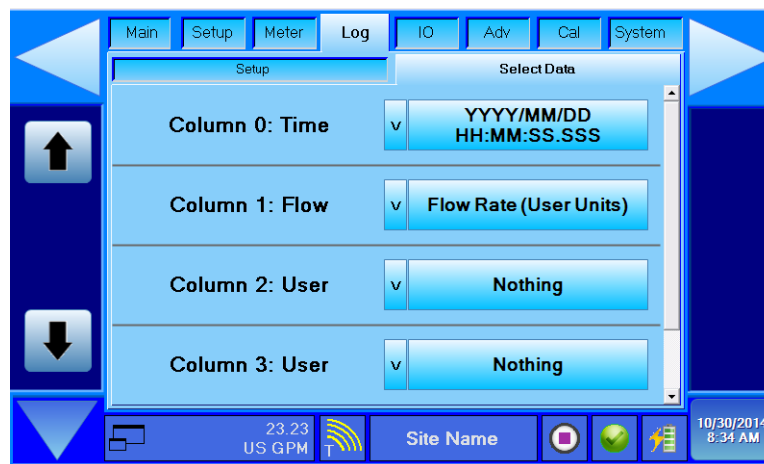 Main Setup Meter Log IO Adv Cal System
Setup Select Data
Column 0: Time v YYYY/MM/DD
HH:MM:SS.SSS
Column 1: Flow v Flow Rate (User Units)
Column 2: User v Nothing
Column 3: User v Nothing
23.23
US GPM T Site Name
10/30/2014
8:34 AM